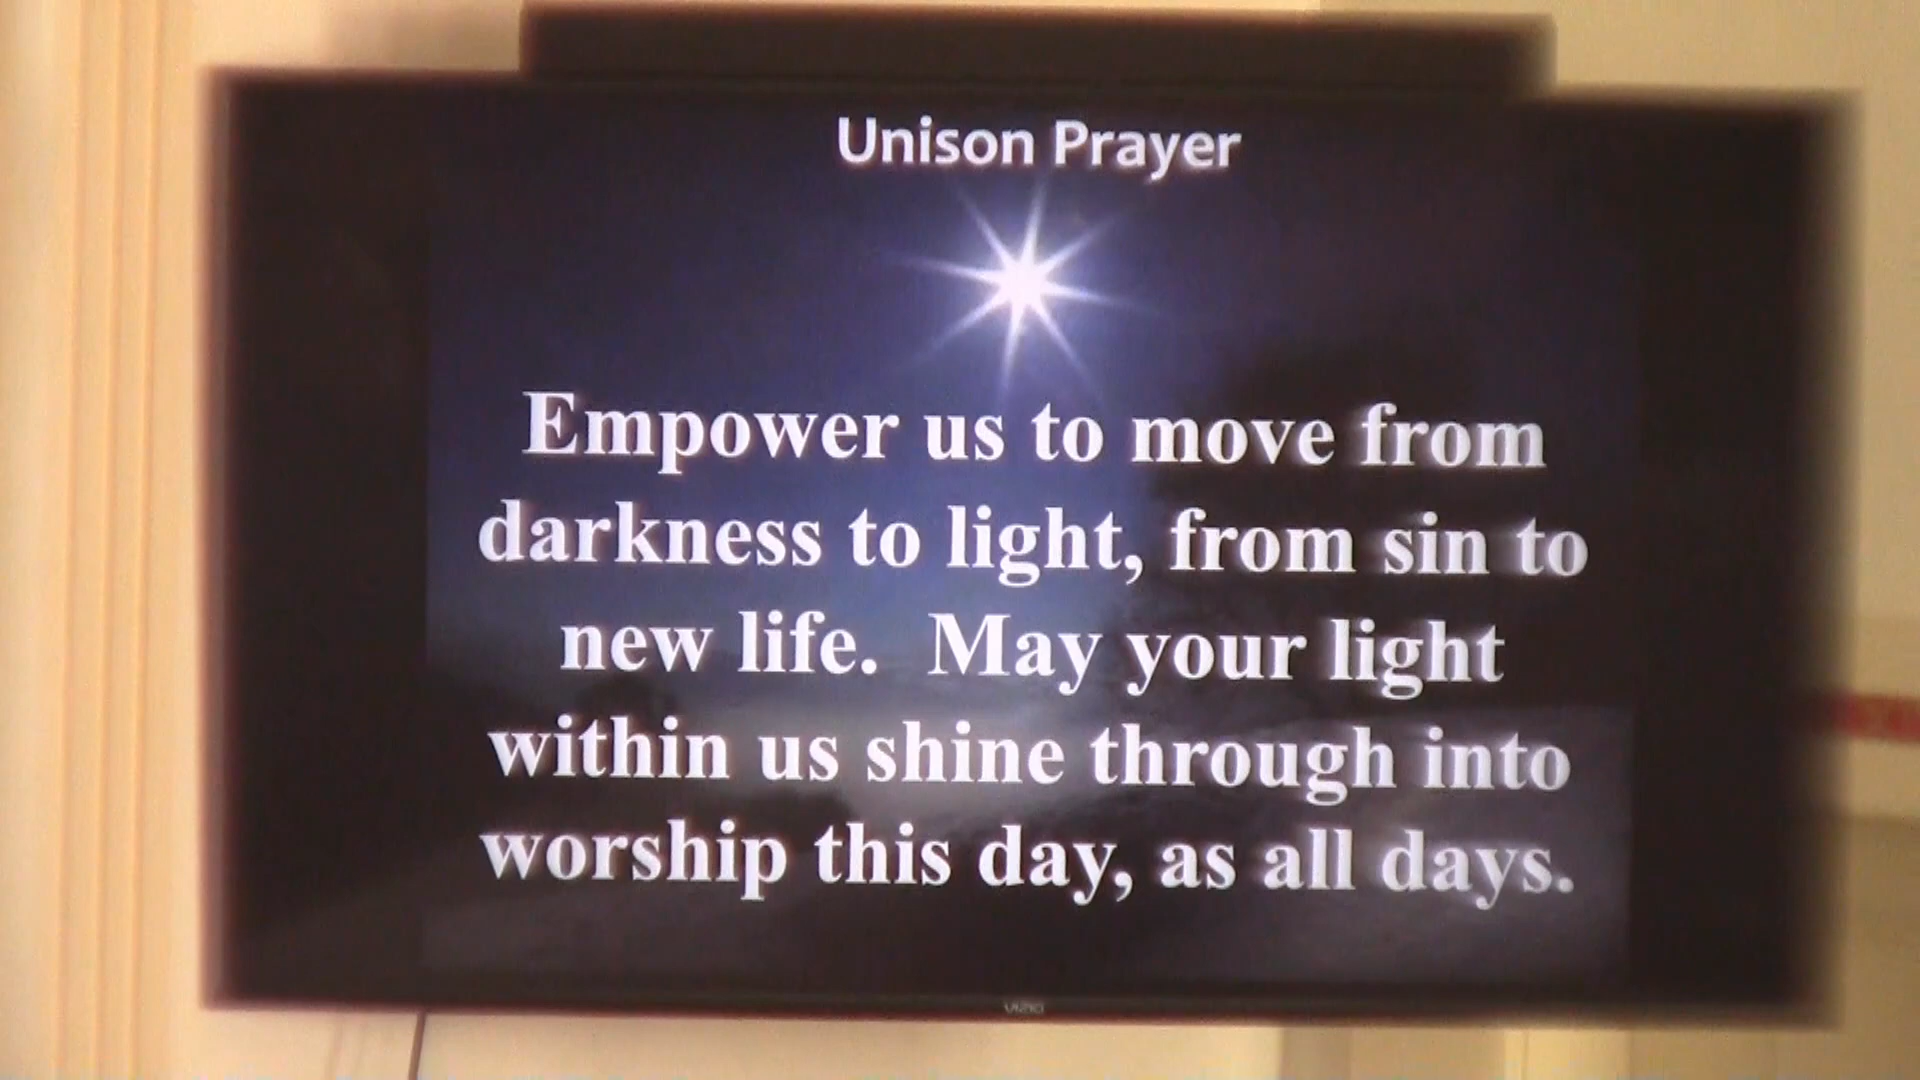 Unison Prayer
Empower us to move from
darkness to light, from sin to
new life.  May your light
within us shine through into
worship this day, as all days.
VIZIO